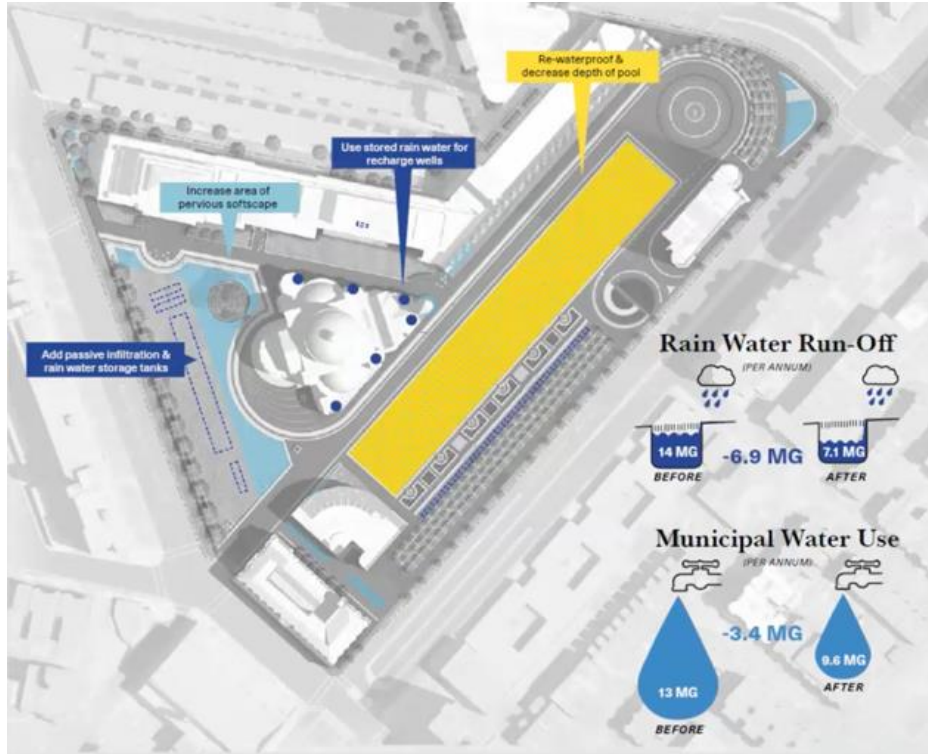 Re-waterproof &
decrease depth of pool
Use stored rain water for
recharge wells
Increase area of
pervious softscape
Add passive infiltration &
rain water storage tanks
Rain Water Run-Off
(PER ANNUM)
14 MG
-6.9 MG
7.1 MG
BEFORE
AFTER
Municipal Water Use
(PER ANNUM)
-3.4 MG
9.6 MG
13 MG
AFTER
BEFORE